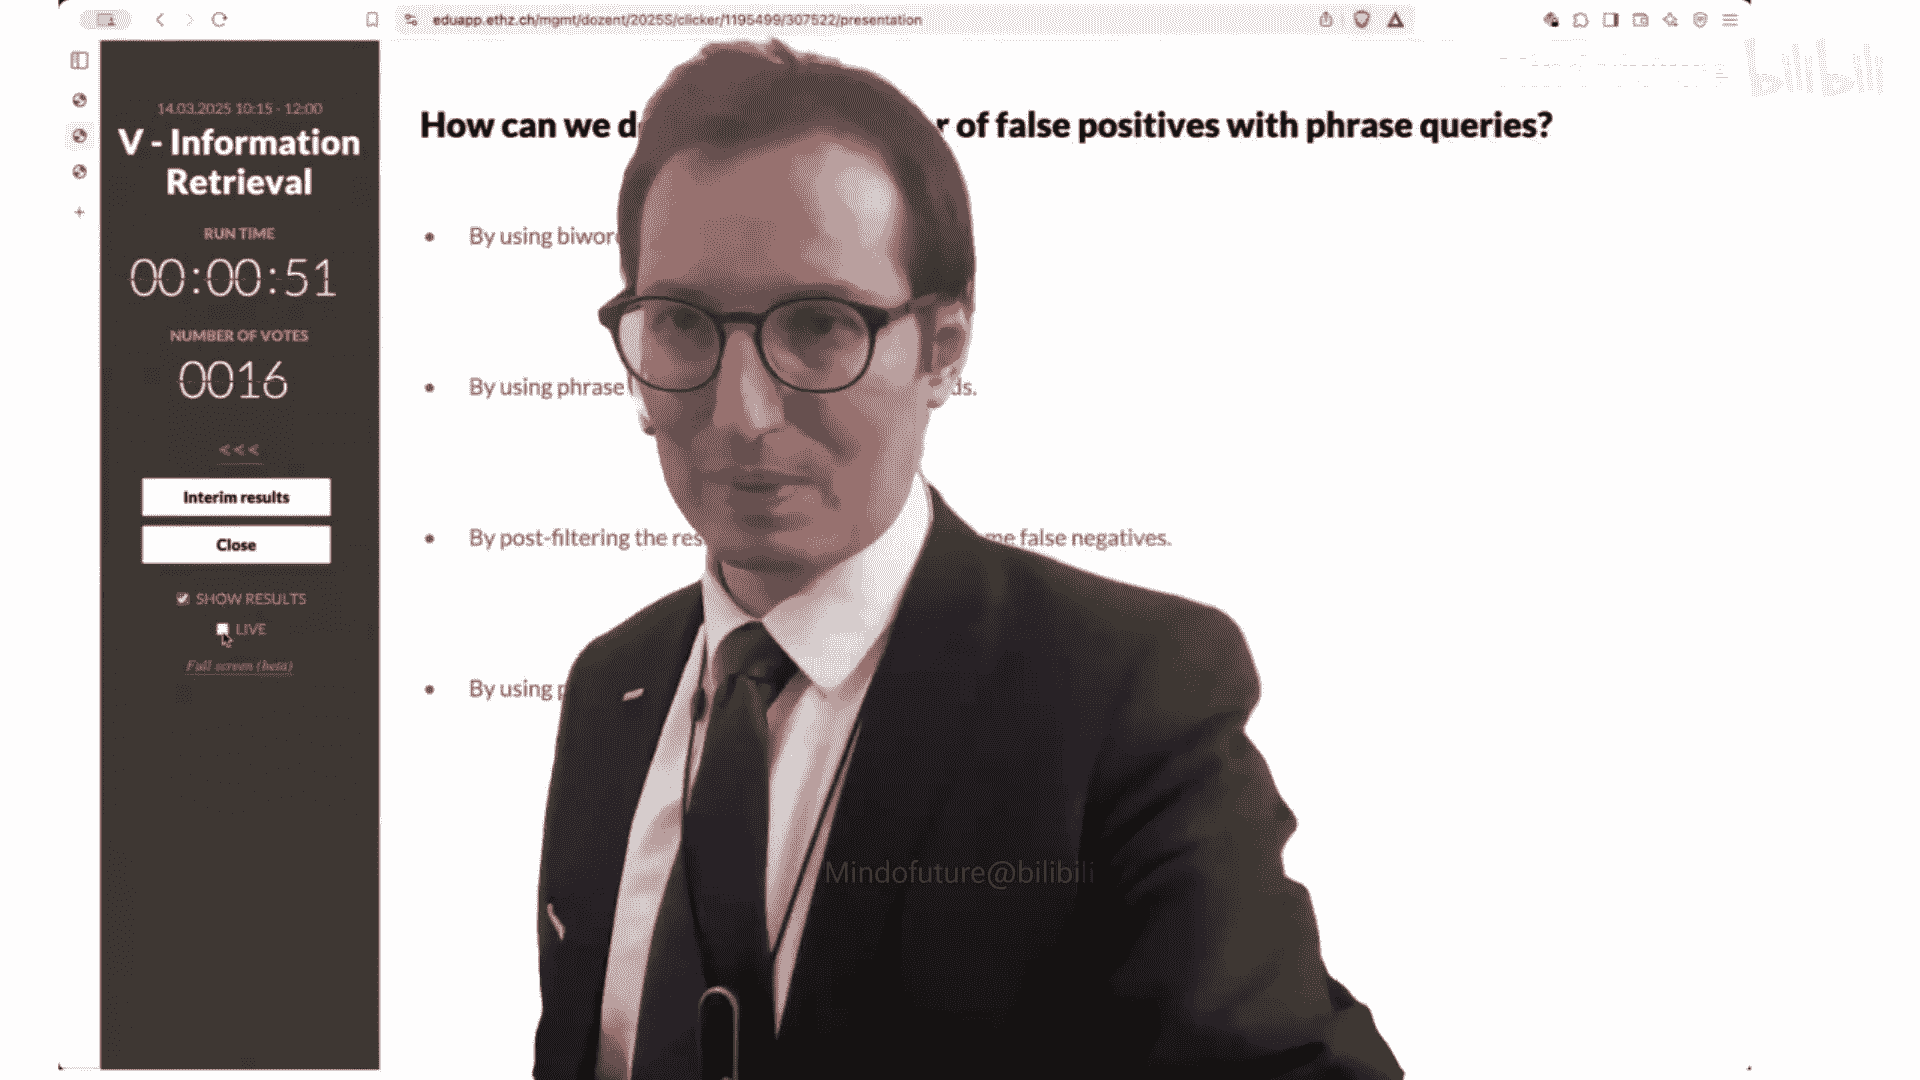 eduapp.ethz.ch/mgmt/dozent/2025S/clicker/1195499/307522/presentation
bilibili
14.03.2025 10:15 - 12:00
V - Information
Retrieval
RUN TIME
00:00:51
NUMBER OF VOTES
0016
<<<
Interim results
Close
SHOW RESULTS
LIVE
Full screen (beta)
How can we d r of false positives with phrase queries?
By using biwor
By using phrase ds.
By post-filtering the res me false negatives.
By using p
Mindofuture@bilibili